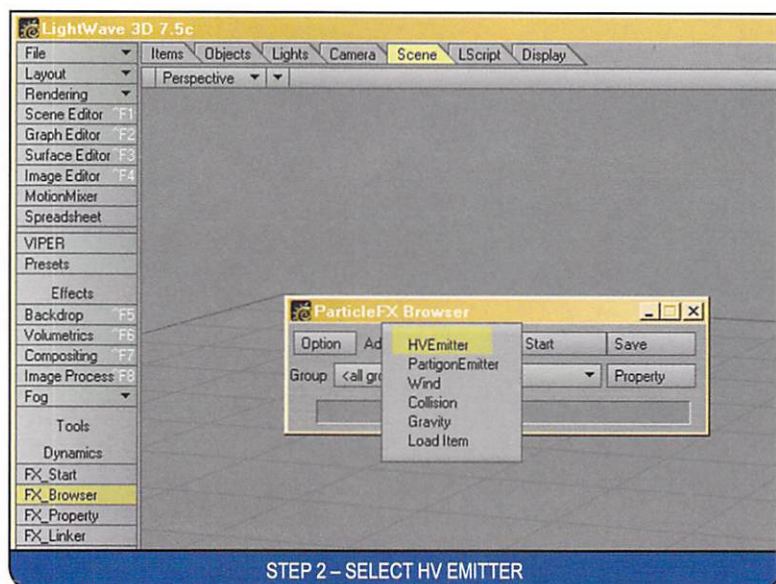 LightWave 3D 7.5c
File
Layout
Rendering
Scene Editor ^F1
Graph Editor ^F2
Surface Editor ^F3
Image Editor ^F4
MotionMixer
Spreadsheet
VIPER
Presets
Effects
Backdrop ^F5
Volumetrics ^F6
Compositing ^F7
Image Process F8
Fog
Tools
Dynamics
FX_Start
FX_Browser
FX_Property
FX_Linker
Items Objects Lights Camera Scene LScript Display
Perspective
ParticleFX Browser
Option Ad Start Save
Group <all gr Property
HVEmitter
PartigonEmitter
Wind
Collision
Gravity
Load Item
STEP 2 – SELECT HV EMITTER